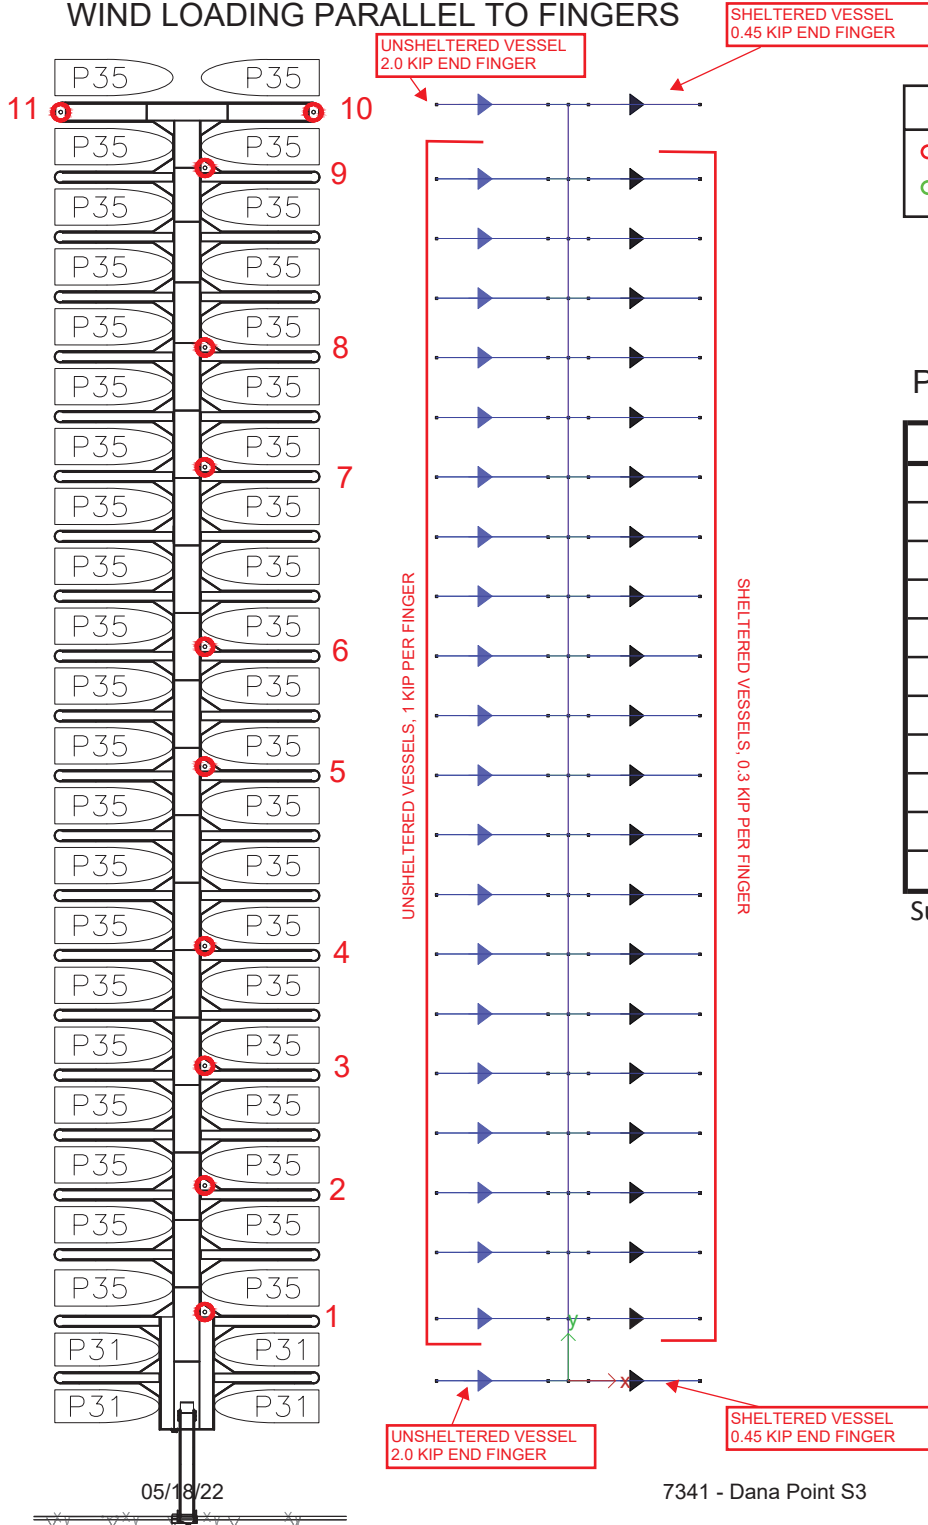 WIND LOADING PARALLEL TO FINGERS
UNSHELTERED VESSEL
2.0 KIP END FINGER
SHELTERED VESSEL
0.45 KIP END FINGER
P35 P35
11 10
P35 P35
9
P35 P35
P35 P35
P35 P35
8
P35 P35
P35 P35
7
P35 P35
P35 P35
P35 P35
6
P35 P35
P35 P35
5
P35 P35
P35 P35
P35 P35
4
P35 P35
P35 P35
3
P35 P35
P35 P35
2
P35 P35
P35 P35
1
P31 P31
P31 P31
UNSHELTERED VESSELS, 1 KIP PER FINGER
SHELTERED VESSELS, 0.3 KIP PER FINGER
y
x
UNSHELTERED VESSEL
2.0 KIP END FINGER
SHELTERED VESSEL
0.45 KIP END FINGER
P
Su
05/18/22
7341 - Dana Point S3